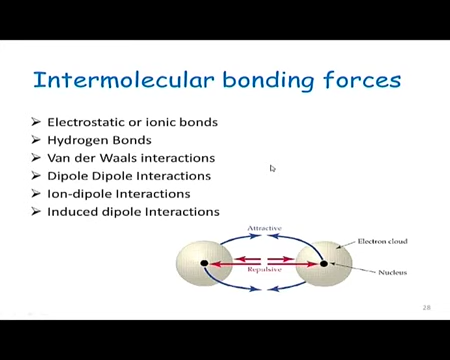 Intermolecular bonding forces
➢ Electrostatic or ionic bonds
➢ Hydrogen Bonds
➢ Van der Waals interactions
➢ Dipole Dipole Interactions
➢ Ion-dipole Interactions
➢ Induced dipole Interactions
Attractive
Electron cloud
Repulsive
Nucleus
28